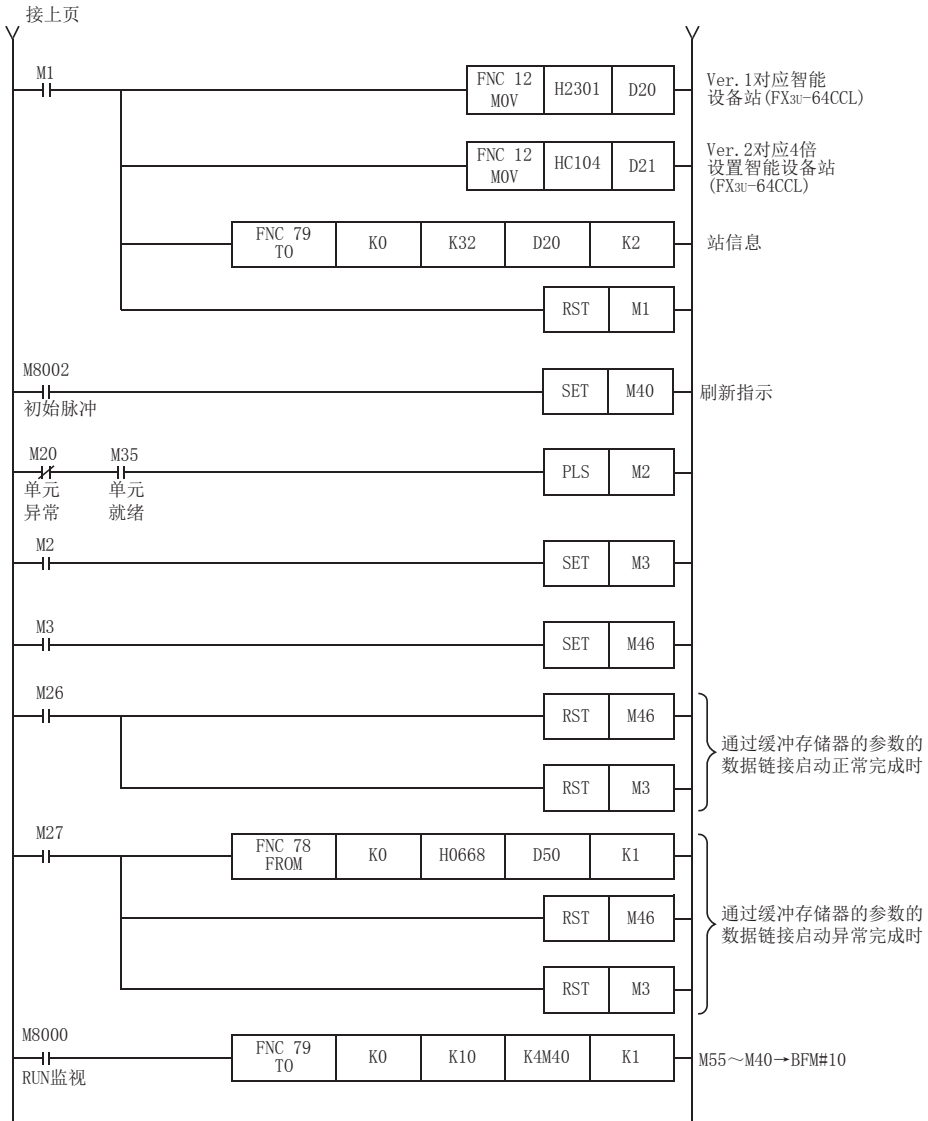 接上页
M1
FNC 12
MOV
H2301
D20
Ver.1对应智能
设备站(FX3U-64CCL)
FNC 12
MOV
HC104
D21
Ver.2对应4倍
设置智能设备站
(FX3U-64CCL)
FNC 79
TO
K0
K32
D20
K2
站信息
RST
M1
M8002
初始脉冲
SET
M40
刷新指示
M20
单元
异常
M35
单元
就绪
PLS
M2
M2
SET
M3
M3
SET
M46
M26
RST
M46
RST
M3
通过缓冲存储器的参数的
数据链接启动正常完成时
M27
FNC 78
FROM
K0
H0668
D50
K1
RST
M46
RST
M3
通过缓冲存储器的参数的
数据链接启动异常完成时
M8000
RUN监视
FNC 79
TO
K0
K10
K4M40
K1
M55～M40→BFM#10